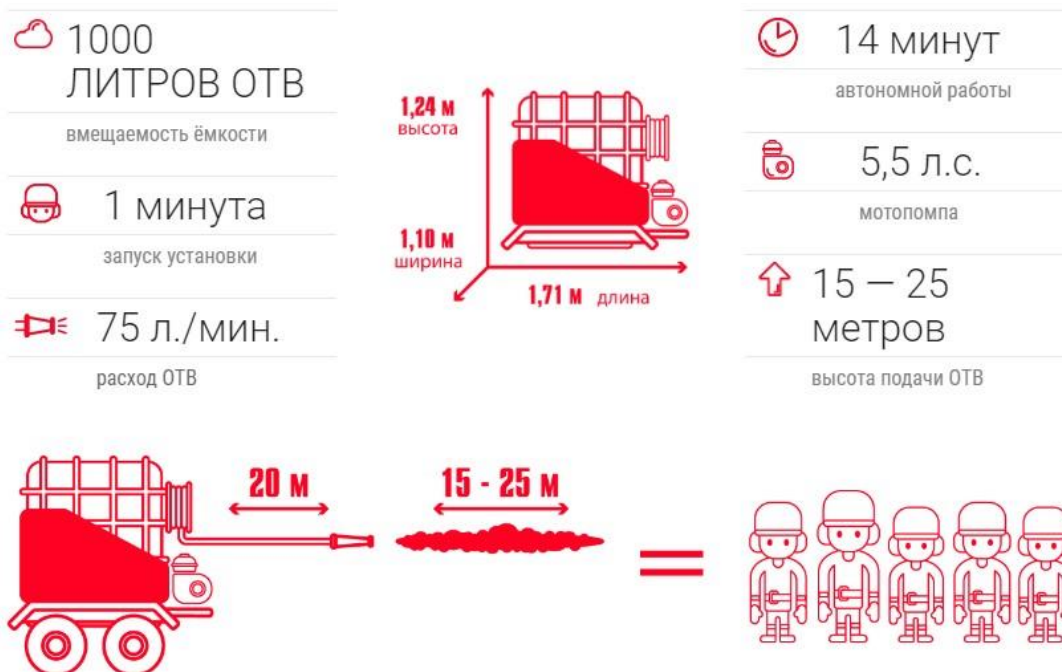 1000
ЛИТРОВ ОТВ
вмещаемость ёмкости
1 минута
запуск установки
75 л./мин.
расход ОТВ
1,24 м
высота
1,10 м
ширина
1,71 м длина
14 минут
автономной работы
5,5 л.с.
мотопомпа
15 — 25
метров
высота подачи ОТВ
20 м
15 - 25 м